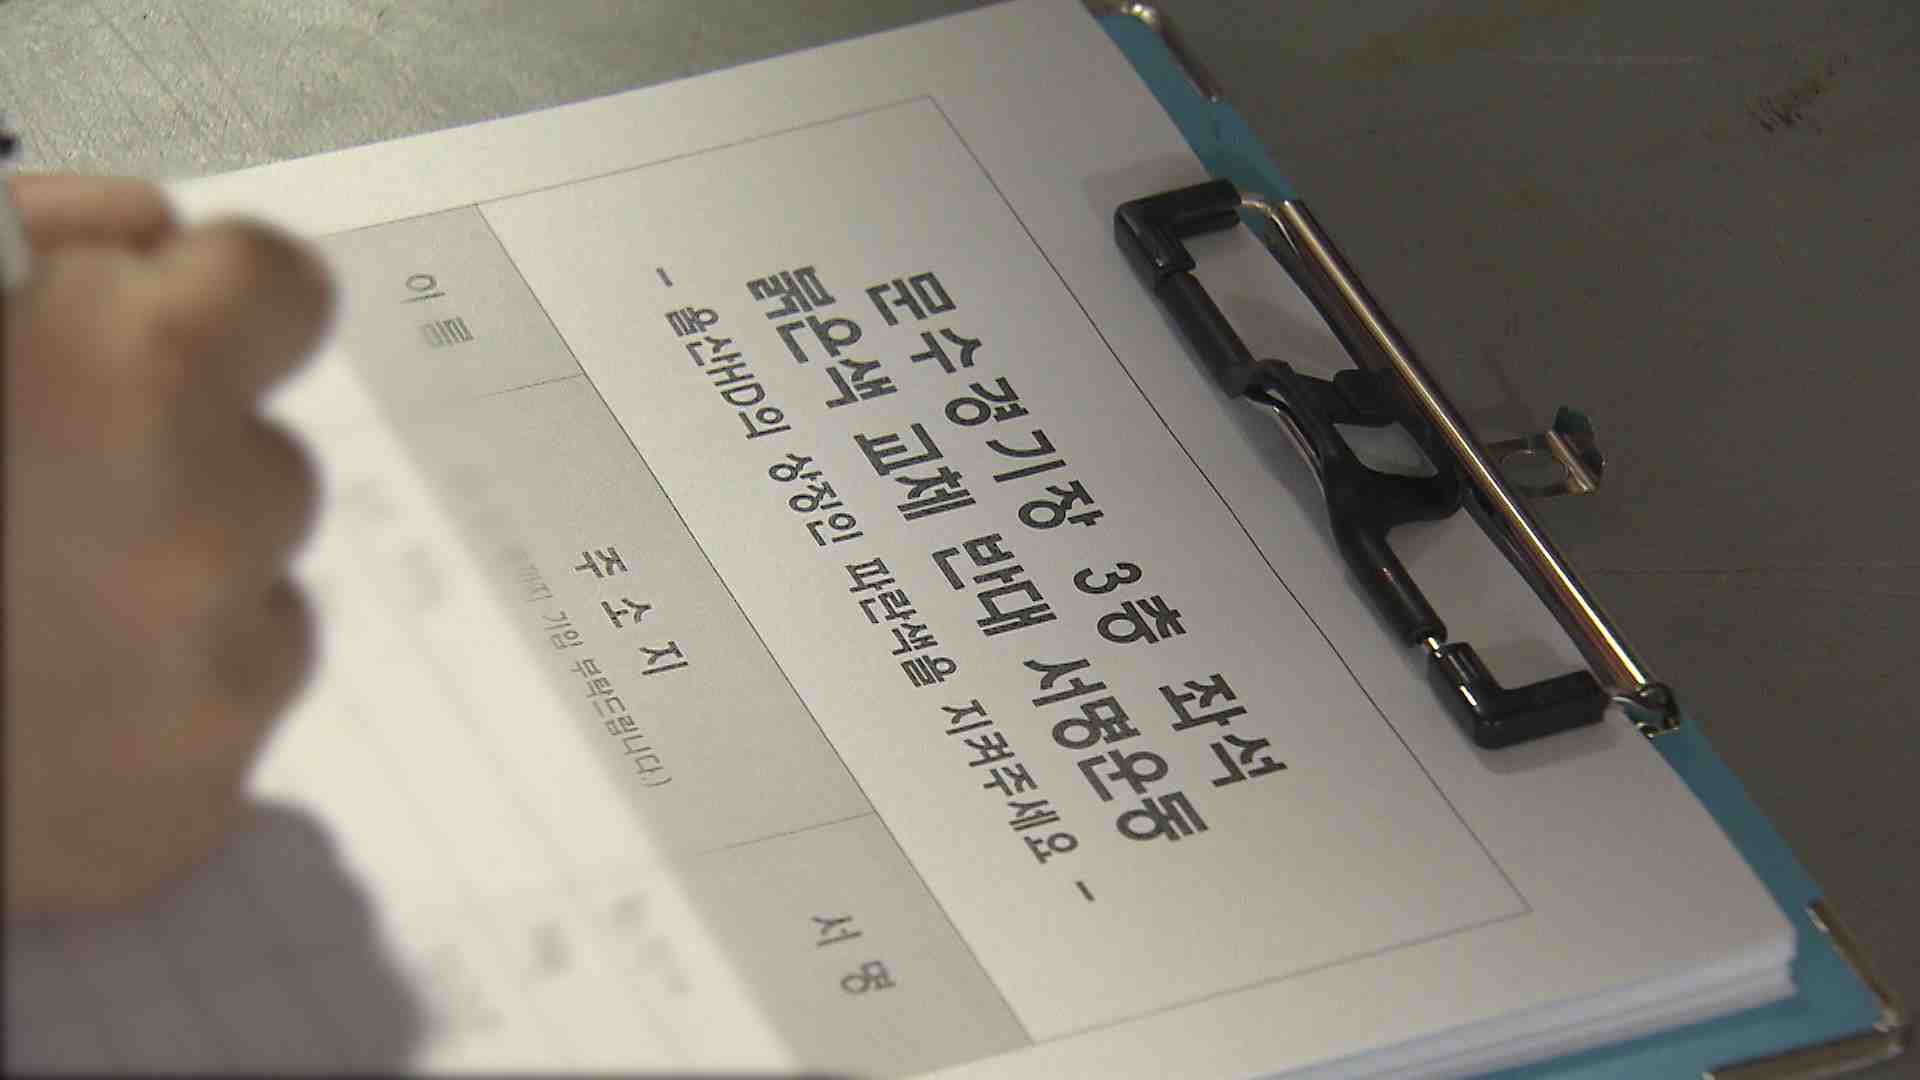 문수경기장 3층 좌석
붉은색 교체 반대 서명운동
- 울산HD의 상징인 파란색을 지켜주세요 -
이 름
주 소 지
기입 부탁드립니다.)
서 명